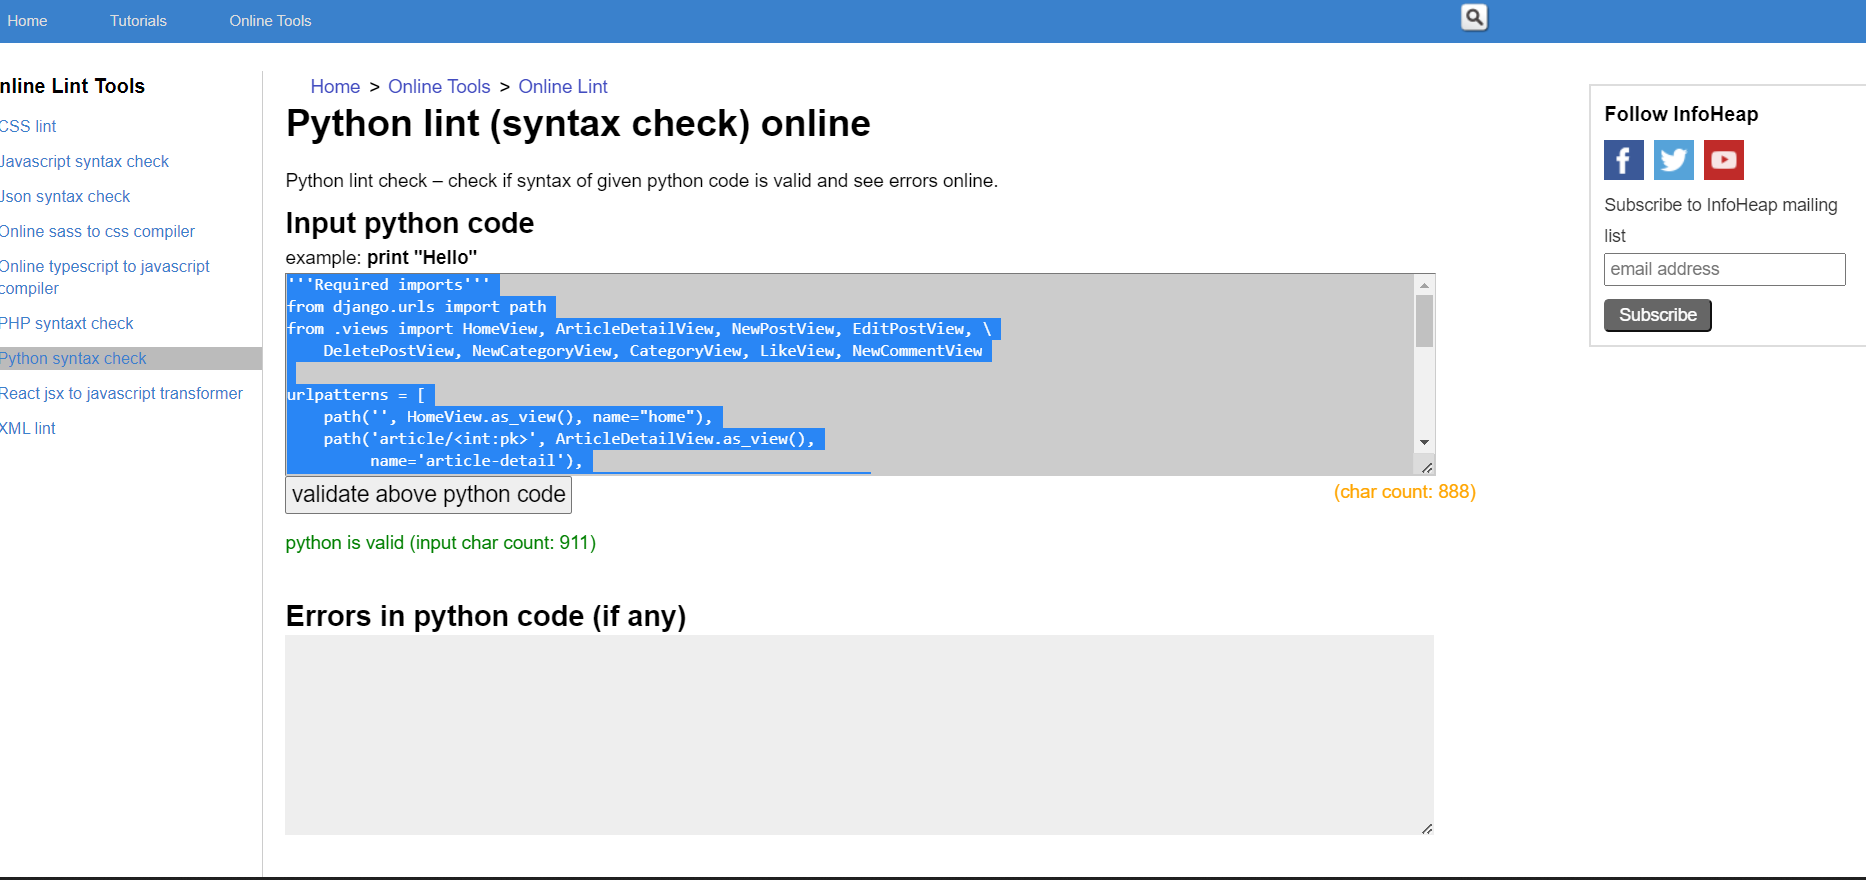 Home Tutorials Online Tools
nline Lint Tools
CSS lint
Javascript syntax check
Json syntax check
Online sass to css compiler
Online typescript to javascript
compiler
PHP syntaxt check
Python syntax check
React jsx to javascript transformer
XML lint
Home > Online Tools > Online Lint
Python lint (syntax check) online
Python lint check – check if syntax of given python code is valid and see errors online.
Input python code
example: print "Hello"
'''Required imports'''
from django.urls import path
from .views import HomeView, ArticleDetailView, NewPostView, EditPostView, \
    DeletePostView, NewCategoryView, CategoryView, LikeView, NewCommentView
urlpatterns = [
    path('', HomeView.as_view(), name="home"),
    path('article/<int:pk>', ArticleDetailView.as_view(),
         name='article-detail'),
validate above python code
(char count: 888)
python is valid (input char count: 911)
Errors in python code (if any)
Follow InfoHeap
Subscribe to InfoHeap mailing
list
email address
Subscribe